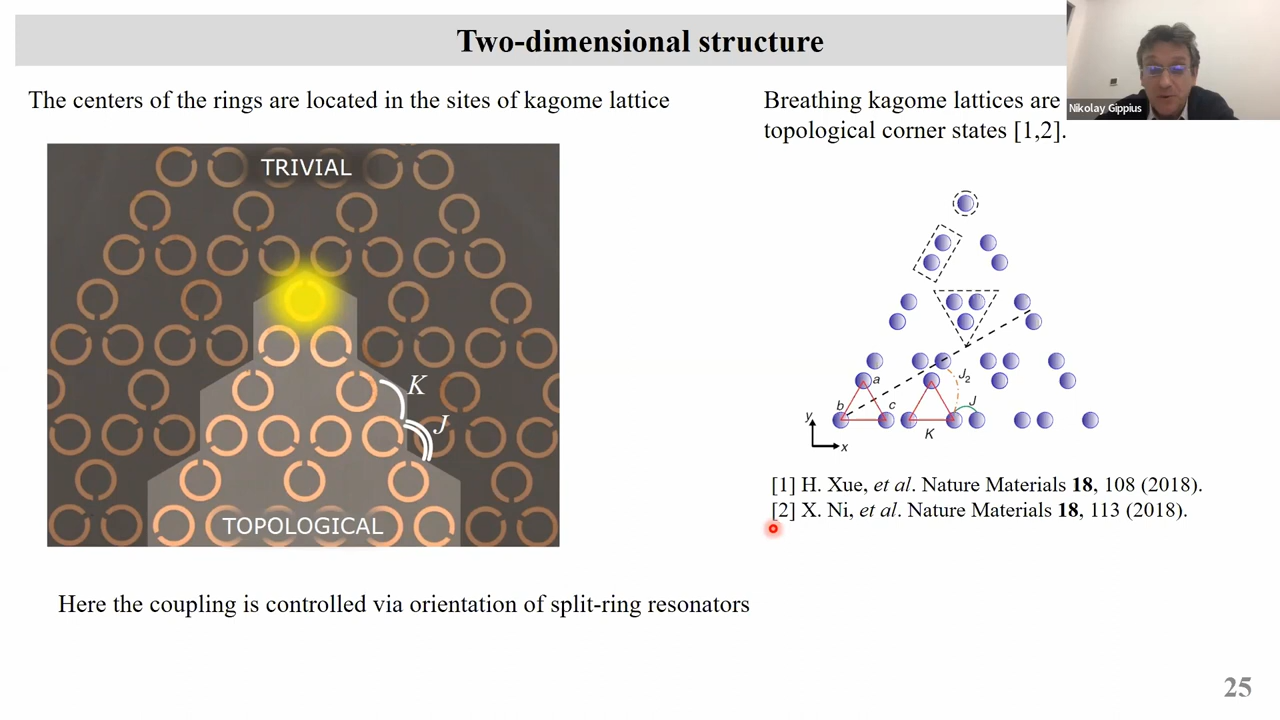 Two-dimensional structure
Nikolay Gippius
The centers of the rings are located in the sites of kagome lattice
Breathing kagome lattices are
topological corner states [1,2].
TRIVIAL
K
J
TOPOLOGICAL
a
b
c
J2
J
K
y
x
[1] H. Xue, et al. Nature Materials 18, 108 (2018).
[2] X. Ni, et al. Nature Materials 18, 113 (2018).
Here the coupling is controlled via orientation of split-ring resonators
25